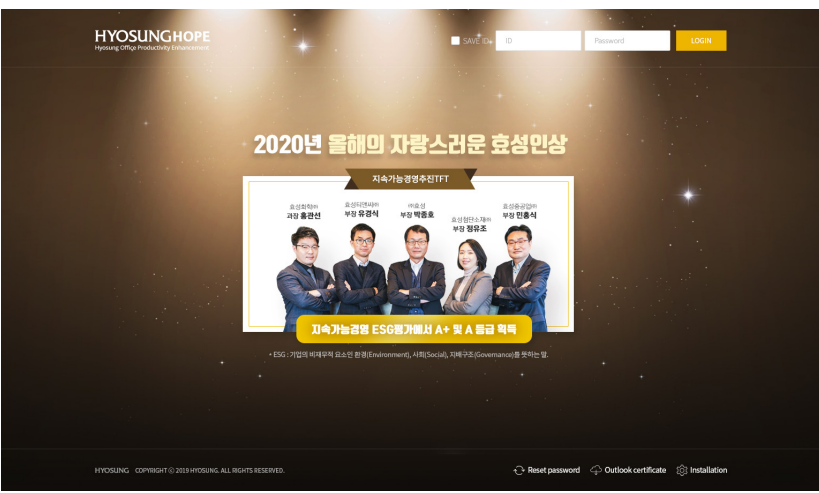 HYOSUNG HOPE
Hyosung Office Productivity Enhancement
SAVE ID
ID
Password
LOGIN
2020년 올해의 자랑스러운 효성인상
지속가능경영추진TFT
효성화학㈜
과장 홍관선
효성티앤씨㈜
부장 유경식
㈜효성
부장 박종호
효성첨단소재㈜
부장 정유조
효성중공업㈜
부장 민흥식
지속가능경영 ESG평가에서 A+ 및 A 등급 획득
• ESG : 기업의 비재무적 요소인 환경(Environment), 사회(Social), 지배구조(Governance)를 뜻하는 말.
HYOSUNG COPYRIGHT ⓒ 2019 HYOSUNG. ALL RIGHTS RESERVED.
Reset password
Outlook certificate
Installation